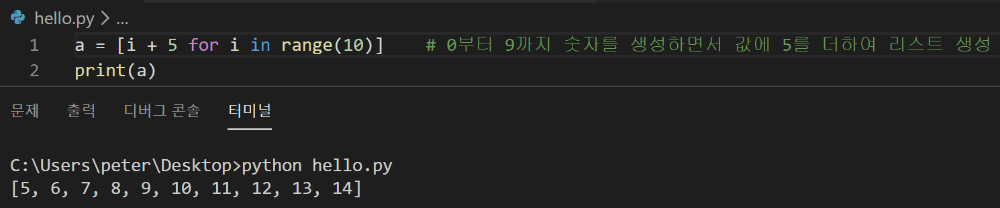 hello.py > ...
1 a = [i + 5 for i in range(10)]    # 0부터 9까지 숫자를 생성하면서 값에 5를 더하여 리스트 생성
2 print(a)
문제 출력 디버그 콘솔 터미널
C:\Users\peter\Desktop>python hello.py
[5, 6, 7, 8, 9, 10, 11, 12, 13, 14]